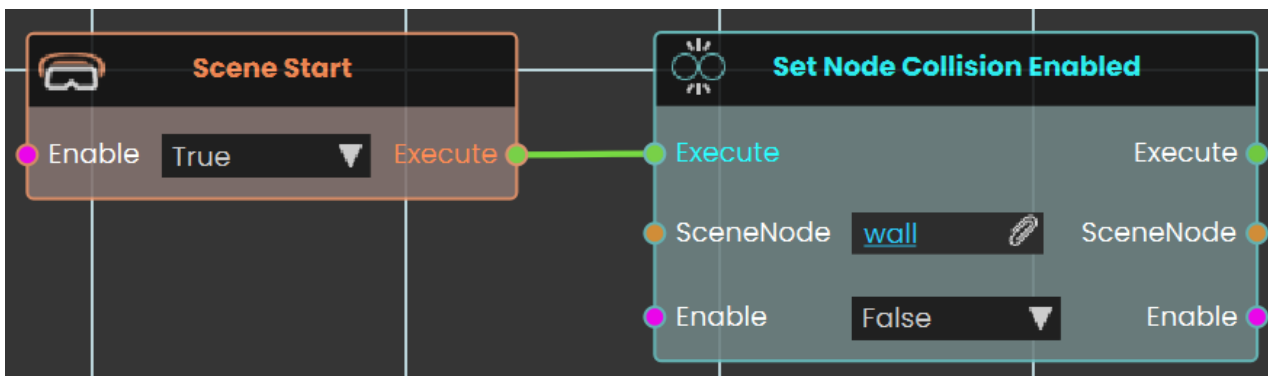 Scene Start
Set Node Collision Enabled
Enable True Execute
Execute Execute
SceneNode wall SceneNode
Enable False Enable